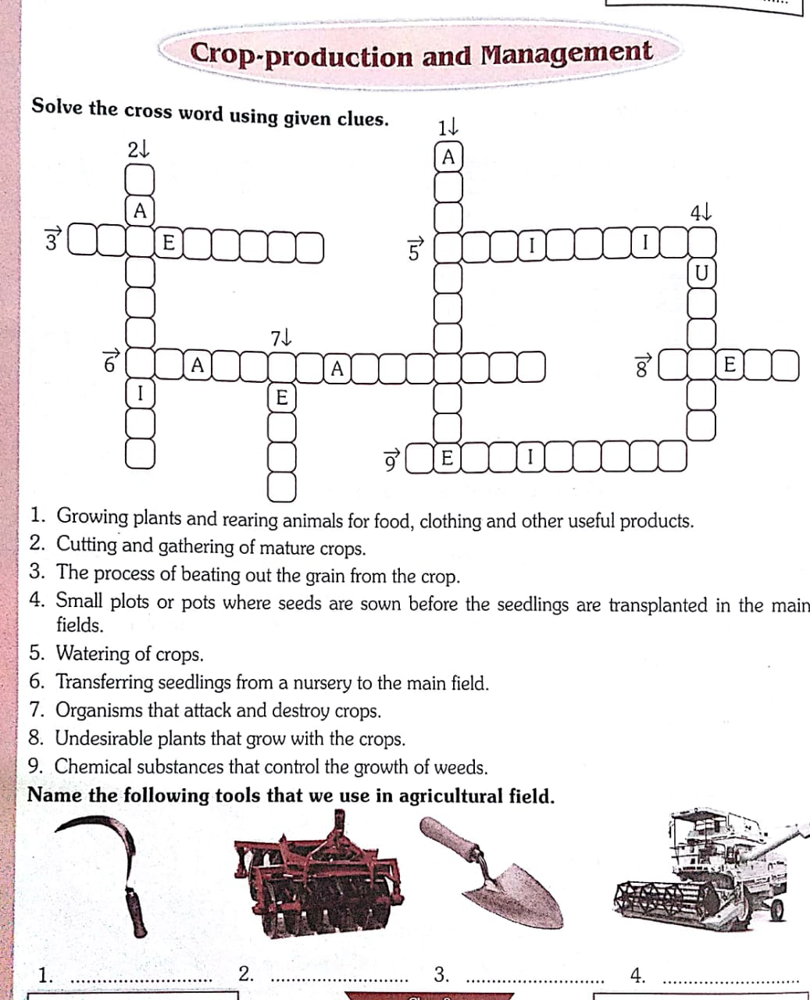 Crop-production and Management
Solve the cross word using given clues.
1↓
2↓
A
A
4↓
3→
E
5→
I
I
U
7↓
6→
A
A
8→
E
I
E
9→
E
I
1. Growing plants and rearing animals for food, clothing and other useful products.
2. Cutting and gathering of mature crops.
3. The process of beating out the grain from the crop.
4. Small plots or pots where seeds are sown before the seedlings are transplanted in the main
fields.
5. Watering of crops.
6. Transferring seedlings from a nursery to the main field.
7. Organisms that attack and destroy crops.
8. Undesirable plants that grow with the crops.
9. Chemical substances that control the growth of weeds.
Name the following tools that we use in agricultural field.
1. ............................ 2. ............................ 3. ............................ 4. ............................